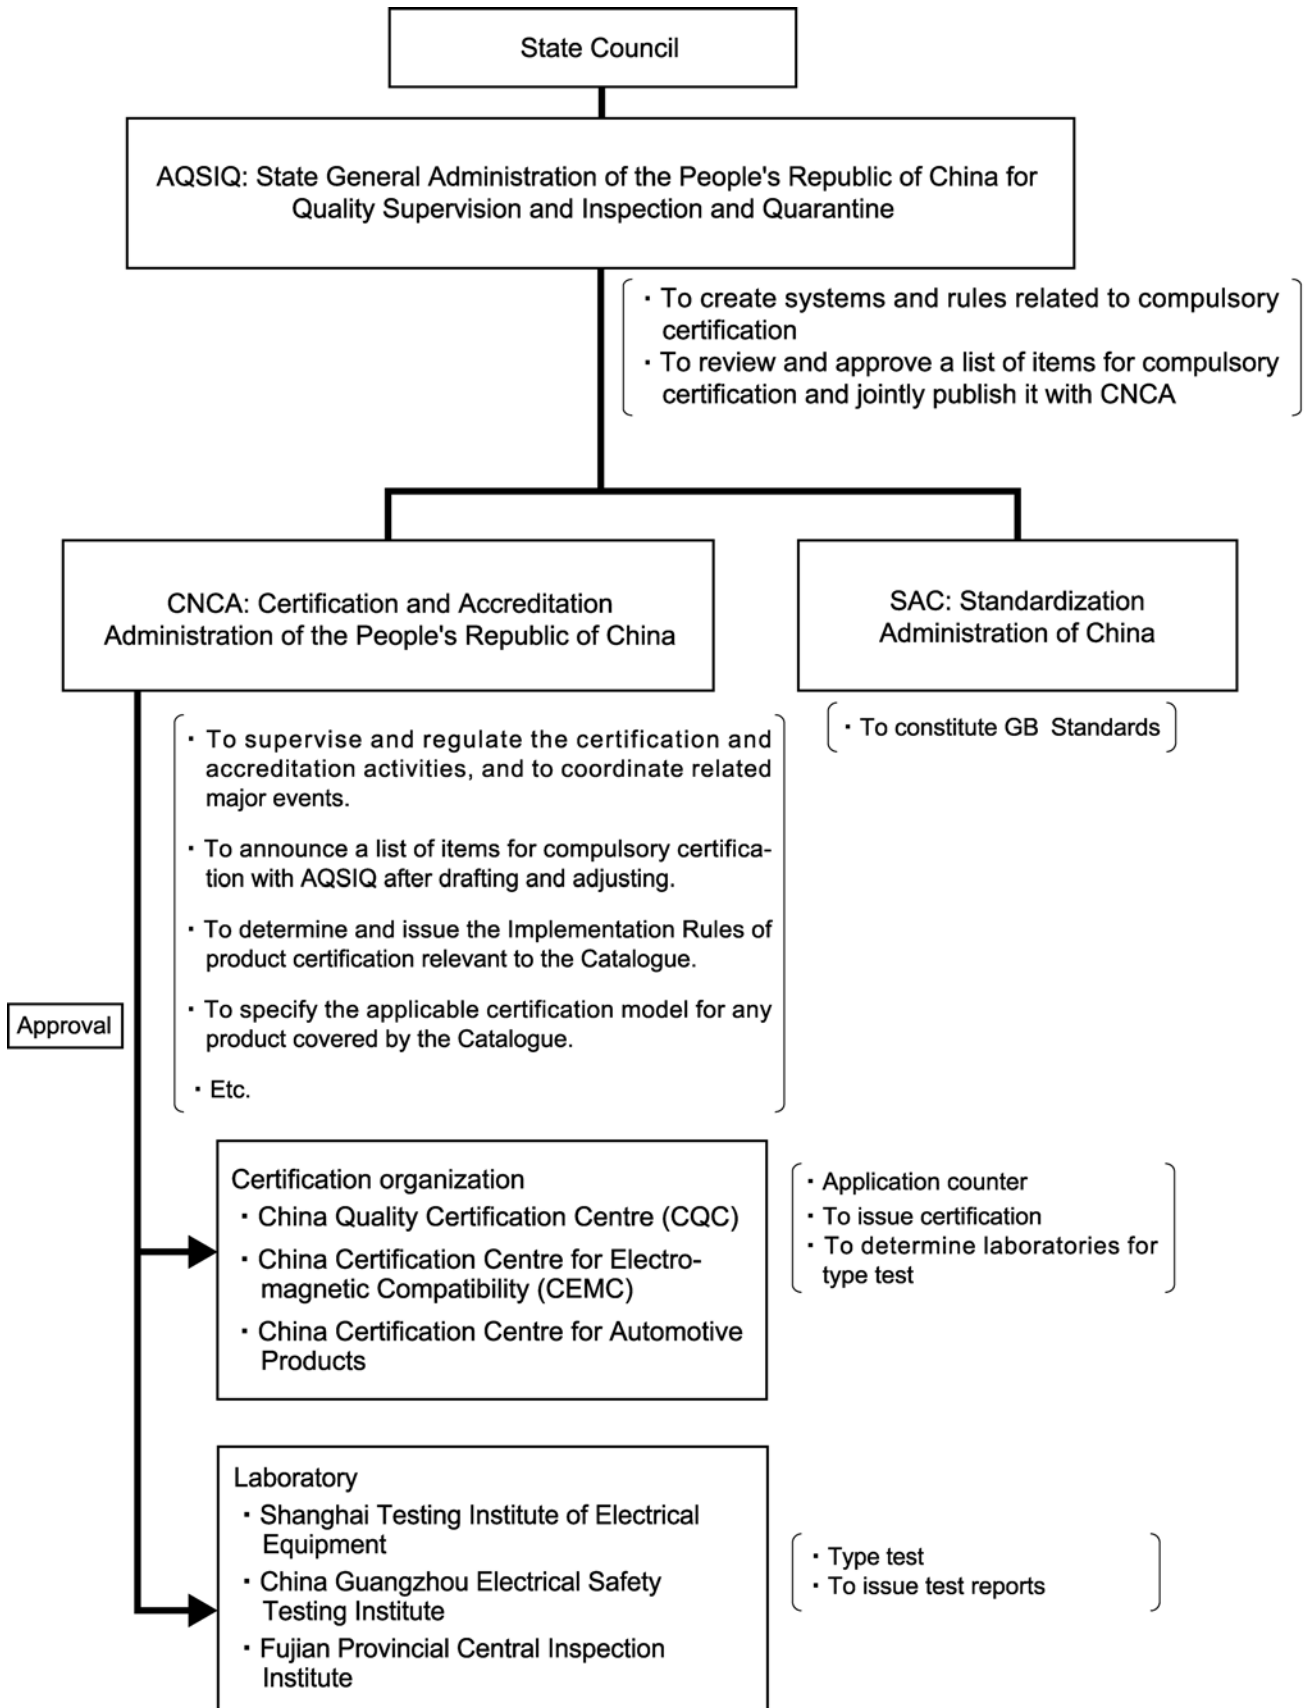 State Council
AQSIQ: State General Administration of the People's Republic of China for
Quality Supervision and Inspection and Quarantine
・To create systems and rules related to compulsory
certification
・To review and approve a list of items for compulsory
certification and jointly publish it with CNCA
CNCA: Certification and Accreditation
Administration of the People's Republic of China
SAC: Standardization
Administration of China
・To supervise and regulate the certification and
accreditation activities, and to coordinate related
major events.
・To announce a list of items for compulsory certifica-
tion with AQSIQ after drafting and adjusting.
・To determine and issue the Implementation Rules of
product certification relevant to the Catalogue.
・To specify the applicable certification model for any
product covered by the Catalogue.
・Etc.
・To constitute GB Standards
Approval
Certification organization
・China Quality Certification Centre (CQC)
・China Certification Centre for Electro-
magnetic Compatibility (CEMC)
・China Certification Centre for Automotive
Products
・Application counter
・To issue certification
・To determine laboratories for
type test
Laboratory
・Shanghai Testing Institute of Electrical
Equipment
・China Guangzhou Electrical Safety
Testing Institute
・Fujian Provincial Central Inspection
Institute
・Type test
・To issue test reports